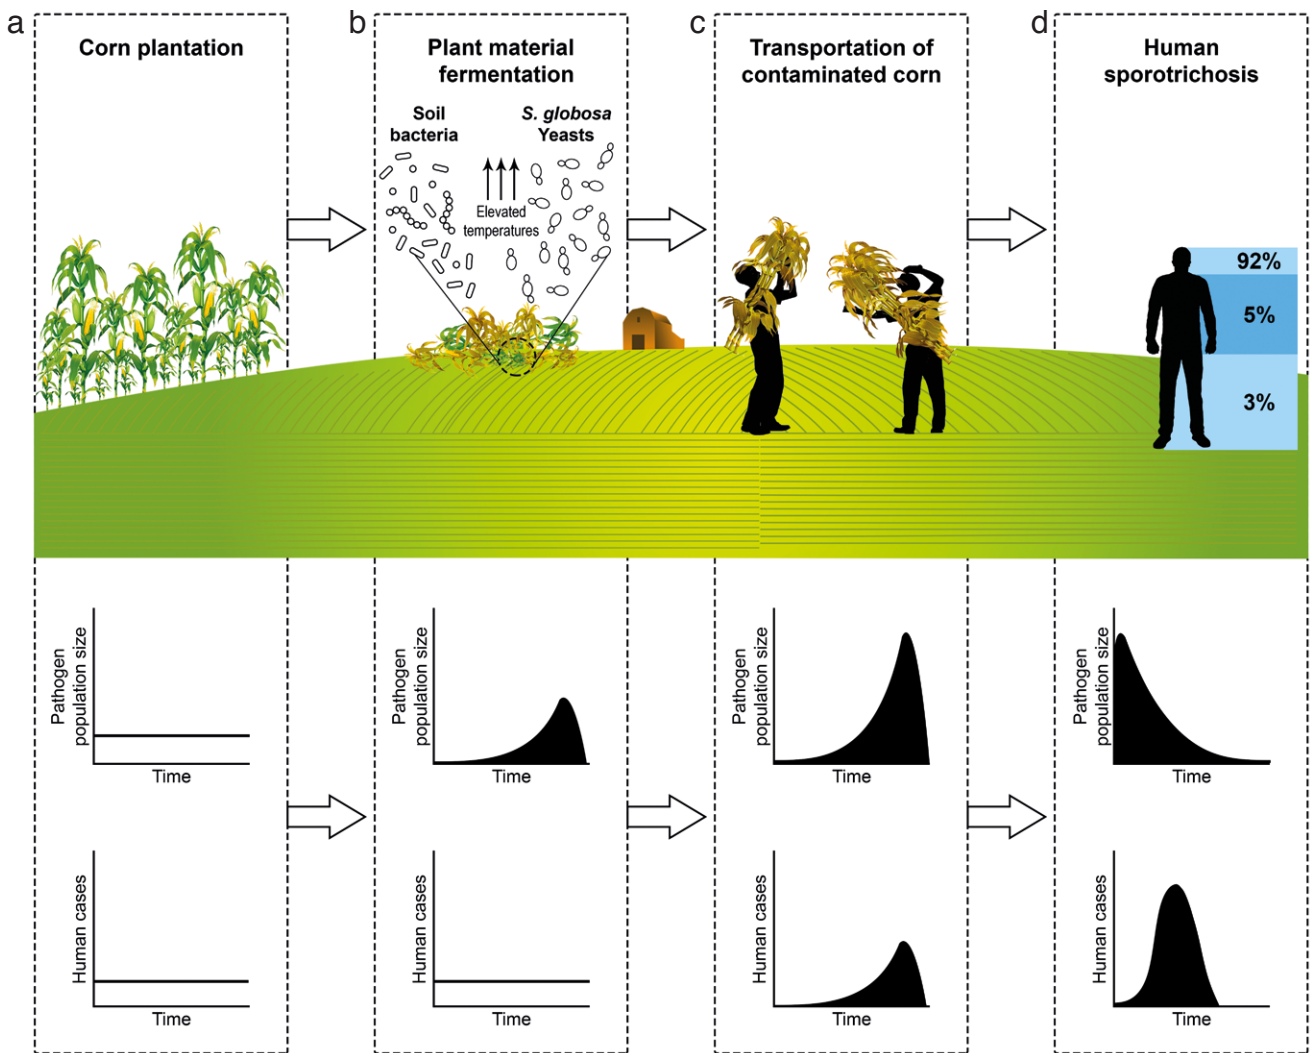 a
Corn plantation
b
Plant material
fermentation
Soil
bacteria
S. globosa
Yeasts
Elevated
temperatures
c
Transportation of
contaminated corn
d
Human
sporotrichosis
92%
5%
3%
Pathogen
population size
Time
Pathogen
population size
Time
Pathogen
population size
Time
Pathogen
population size
Time
Human cases
Time
Human cases
Time
Human cases
Time
Human cases
Time